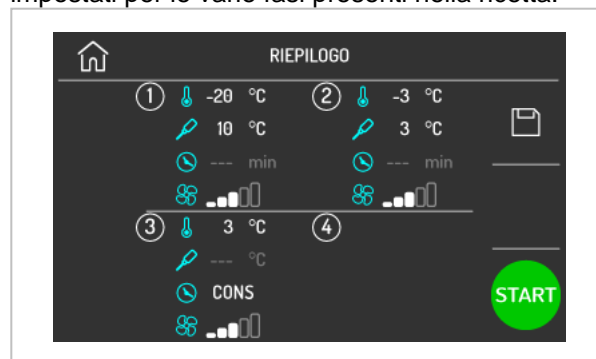 impostati per le varie fasi presenti nella ricetta.
RIEPILOGO
1 -20 °C
10 °C
--- min
2 -3 °C
3 °C
--- min
3 3 °C
--- °C
CONS
4
START